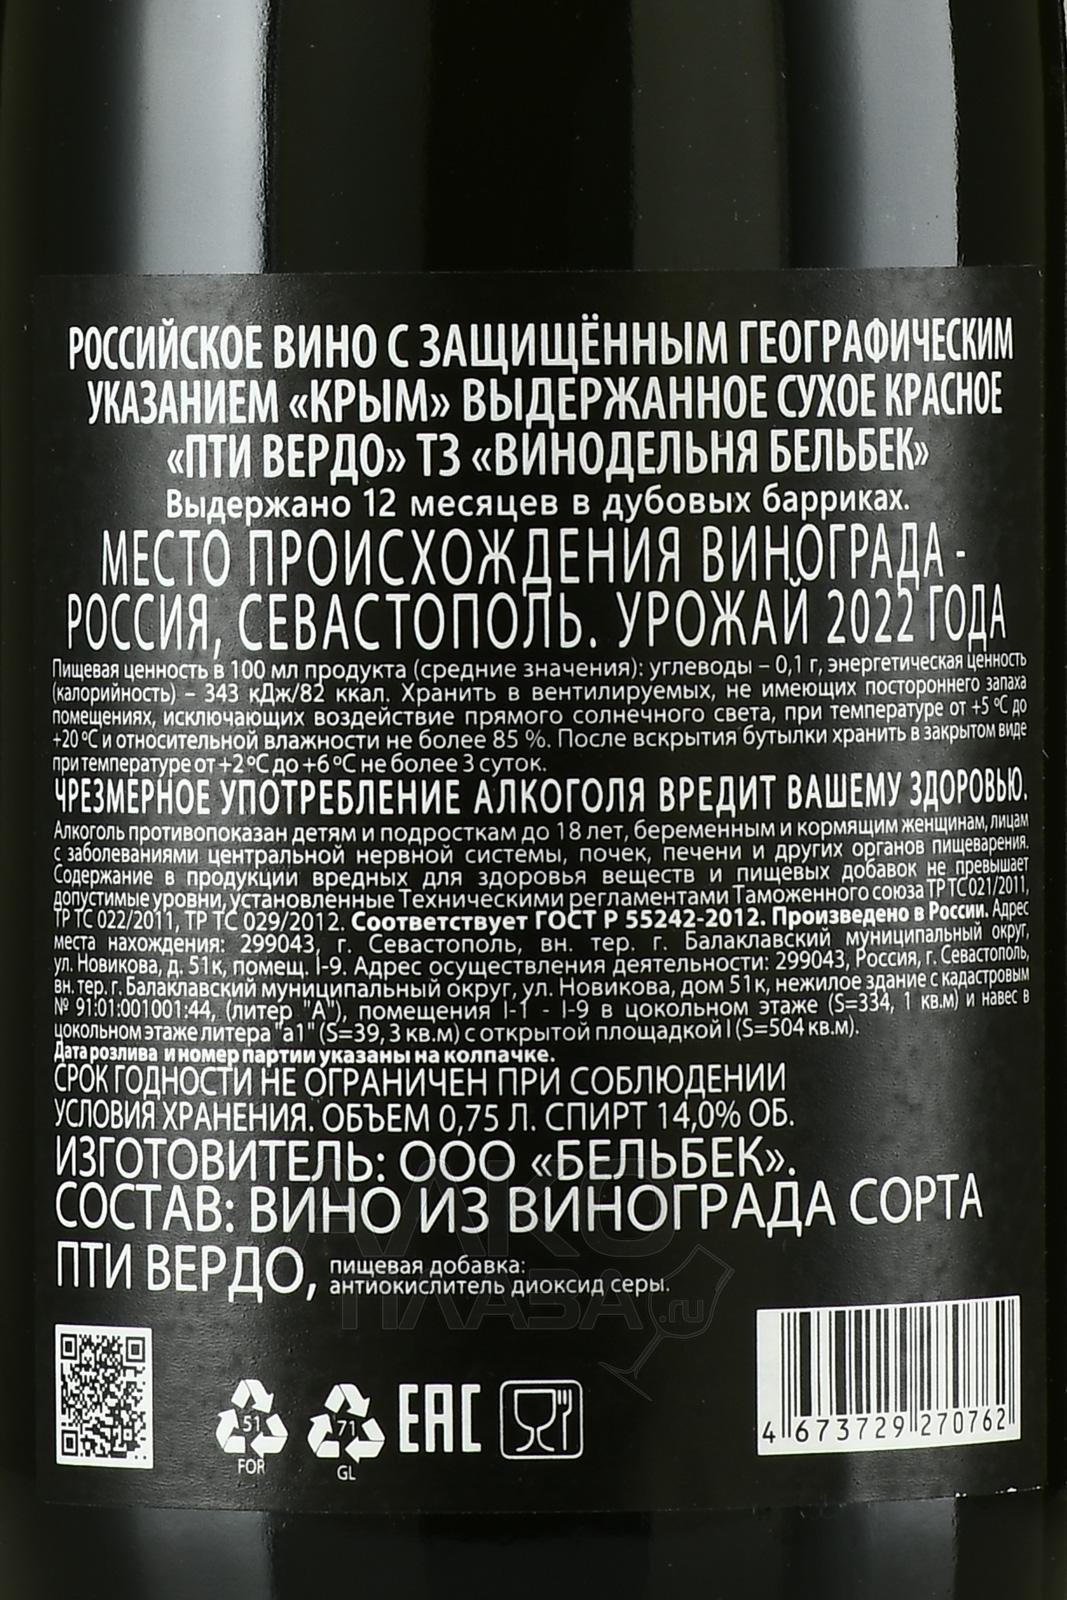 РОССИЙСКОЕ ВИНО С ЗАЩИЩЁННЫМ ГЕОГРАФИЧЕСКИМ
УКАЗАНИЕМ «КРЫМ» ВЫДЕРЖАННОЕ СУХОЕ КРАСНОЕ
«ПТИ ВЕРДО» ТЗ «ВИНОДЕЛЬНЯ БЕЛЬБЕК»
Выдержано 12 месяцев в дубовых барриках.
МЕСТО ПРОИСХОЖДЕНИЯ ВИНОГРАДА -
РОССИЯ, СЕВАСТОПОЛЬ. УРОЖАЙ 2022 ГОДА
Пищевая ценность в 100 мл продукта (средние значения): углеводы – 0,1 г, энергетическая ценность
(калорийность) – 343 кДж/82 ккал. Хранить в вентилируемых, не имеющих постороннего запаха
помещениях, исключающих воздействие прямого солнечного света, при температуре от +5 °С до
+20 °С и относительной влажности не более 85 %. После вскрытия бутылки хранить в закрытом виде
при температуре от +2 °С до +6 °С не более 3 суток.
ЧРЕЗМЕРНОЕ УПОТРЕБЛЕНИЕ АЛКОГОЛЯ ВРЕДИТ ВАШЕМУ ЗДОРОВЬЮ.
Алкоголь противопоказан детям и подросткам до 18 лет, беременным и кормящим женщинам, лицам
с заболеваниями центральной нервной системы, почек, печени и других органов пищеварения.
Содержание в продукции вредных для здоровья веществ и пищевых добавок не превышает
допустимые уровни, установленные Техническими регламентами Таможенного союза ТР ТС 021/2011,
ТР ТС 022/2011, ТР ТС 029/2012. Соответствует ГОСТ Р 55242-2012. Произведено в России. Адрес
места нахождения: 299043, г. Севастополь, вн. тер. г. Балаклавский муниципальный округ,
ул. Новикова, д. 51к, помещ. I-9. Адрес осуществления деятельности: 299043, Россия, г. Севастополь,
вн. тер. г. Балаклавский муниципальный округ, ул. Новикова, дом 51к, нежилое здание с кадастровым
№ 91:01:001001:44, (литер "А"), помещения I-1 - I-9 в цокольном этаже (S=334, 1 кв.м) и навес в
цокольном этаже литера "а1" (S=39, 3 кв.м) с открытой площадкой I (S=504 кв.м).
Дата розлива и номер партии указаны на колпачке.
СРОК ГОДНОСТИ НЕ ОГРАНИЧЕН ПРИ СОБЛЮДЕНИИ
УСЛОВИЯ ХРАНЕНИЯ. ОБЪЕМ 0,75 Л. СПИРТ 14,0% ОБ.
ИЗГОТОВИТЕЛЬ: ООО «БЕЛЬБЕК».
СОСТАВ: ВИНО ИЗ ВИНОГРАДА СОРТА
ПТИ ВЕРДО, пищевая добавка:
антиокислитель диоксид серы.
АЛКО
ПЛАЗА .ru
51
FOR
71
GL
EAC
4 673729 270762